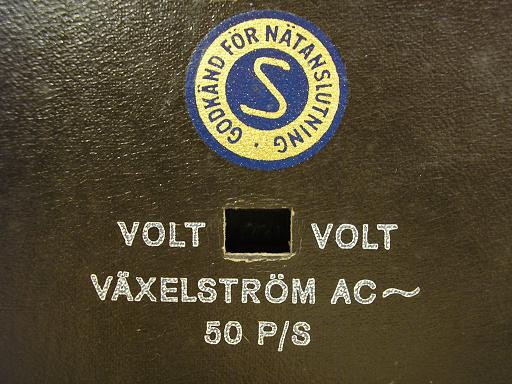 GODKÄND FÖR NÄTANSLUTNING ·
S
VOLT VOLT
VÄXELSTRÖM AC~
50 P/S